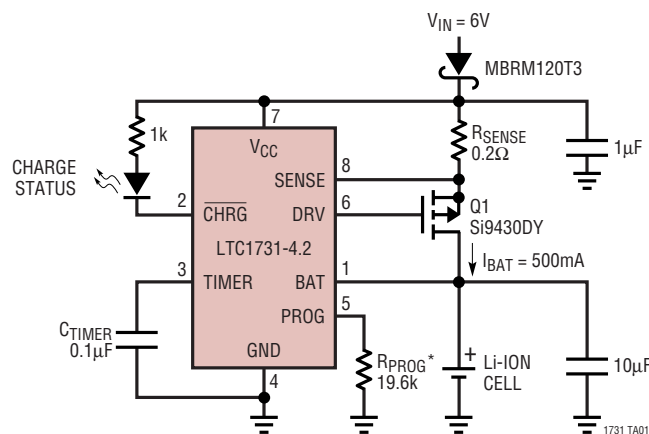 V_IN = 6V
MBRM120T3
7
1k
R_SENSE
0.2Ω
1µF
V_CC
CHARGE
STATUS
SENSE
8
2
C̅H̅R̅G̅
DRV
6
Q1
Si9430DY
LTC1731-4.2
I_BAT = 500mA
3
TIMER
BAT
1
5
PROG
C_TIMER
0.1µF
GND
R_PROG*
19.6k
+
Li-ION
CELL
10µF
4
1731 TA01